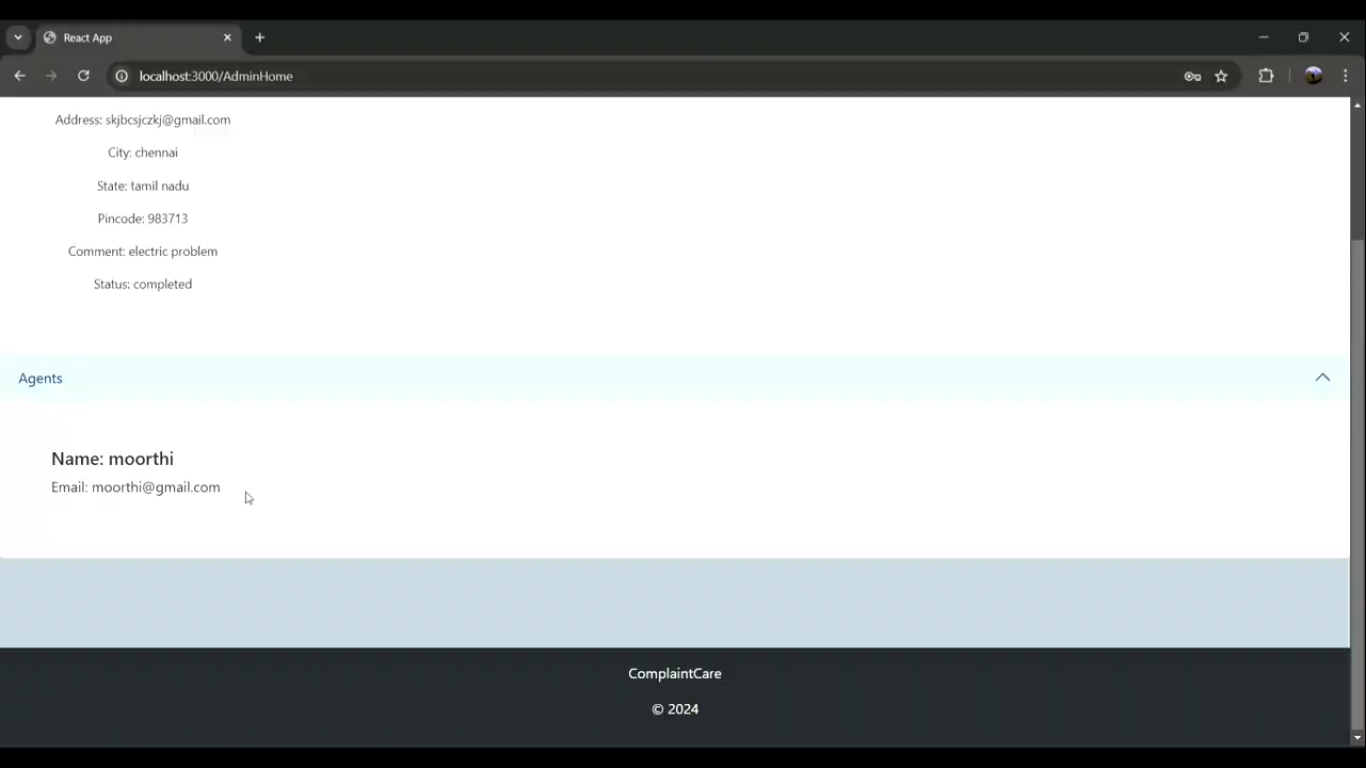 React App
localhost:3000/AdminHome
Address: skjbcsjczkj@gmail.com
City: chennai
State: tamil nadu
Pincode: 983713
Comment: electric problem
Status: completed
Agents
Name: moorthi
Email: moorthi@gmail.com
ComplaintCare
© 2024